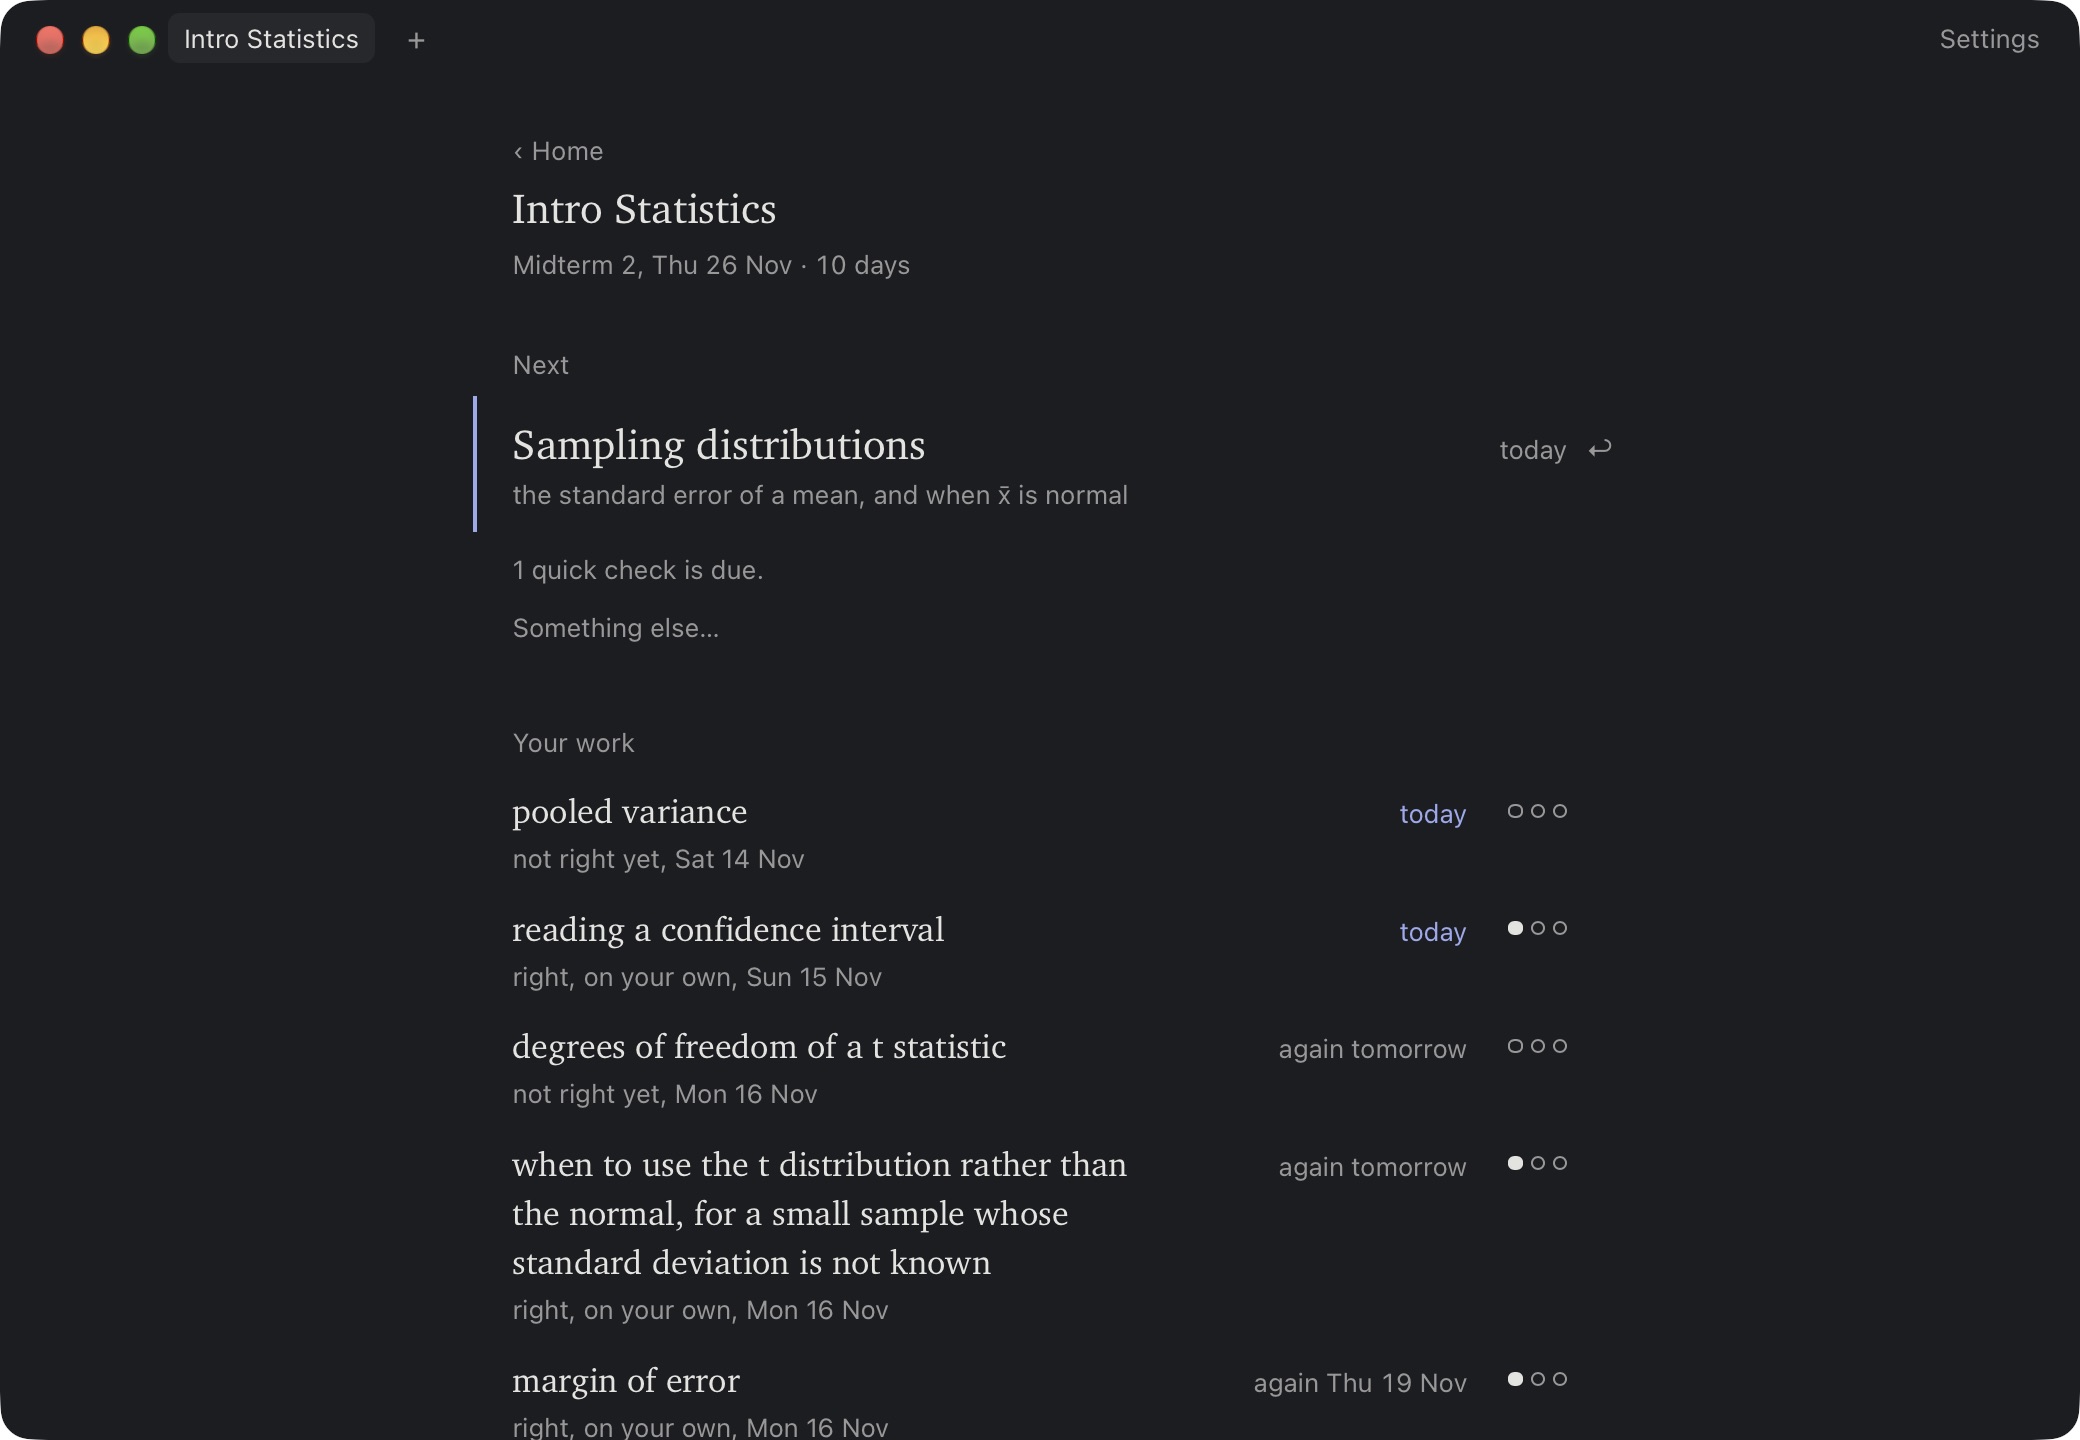 Intro Statistics +
Settings
‹ Home
Intro Statistics
Midterm 2, Thu 26 Nov · 10 days
Next
Sampling distributions
today ↩
the standard error of a mean, and when x̄ is normal
1 quick check is due.
Something else...
Your work
pooled variance
today
not right yet, Sat 14 Nov
reading a confidence interval
today
right, on your own, Sun 15 Nov
degrees of freedom of a t statistic
again tomorrow
not right yet, Mon 16 Nov
when to use the t distribution rather than
again tomorrow
the normal, for a small sample whose
standard deviation is not known
right, on your own, Mon 16 Nov
margin of error
again Thu 19 Nov
right, on your own, Mon 16 Nov